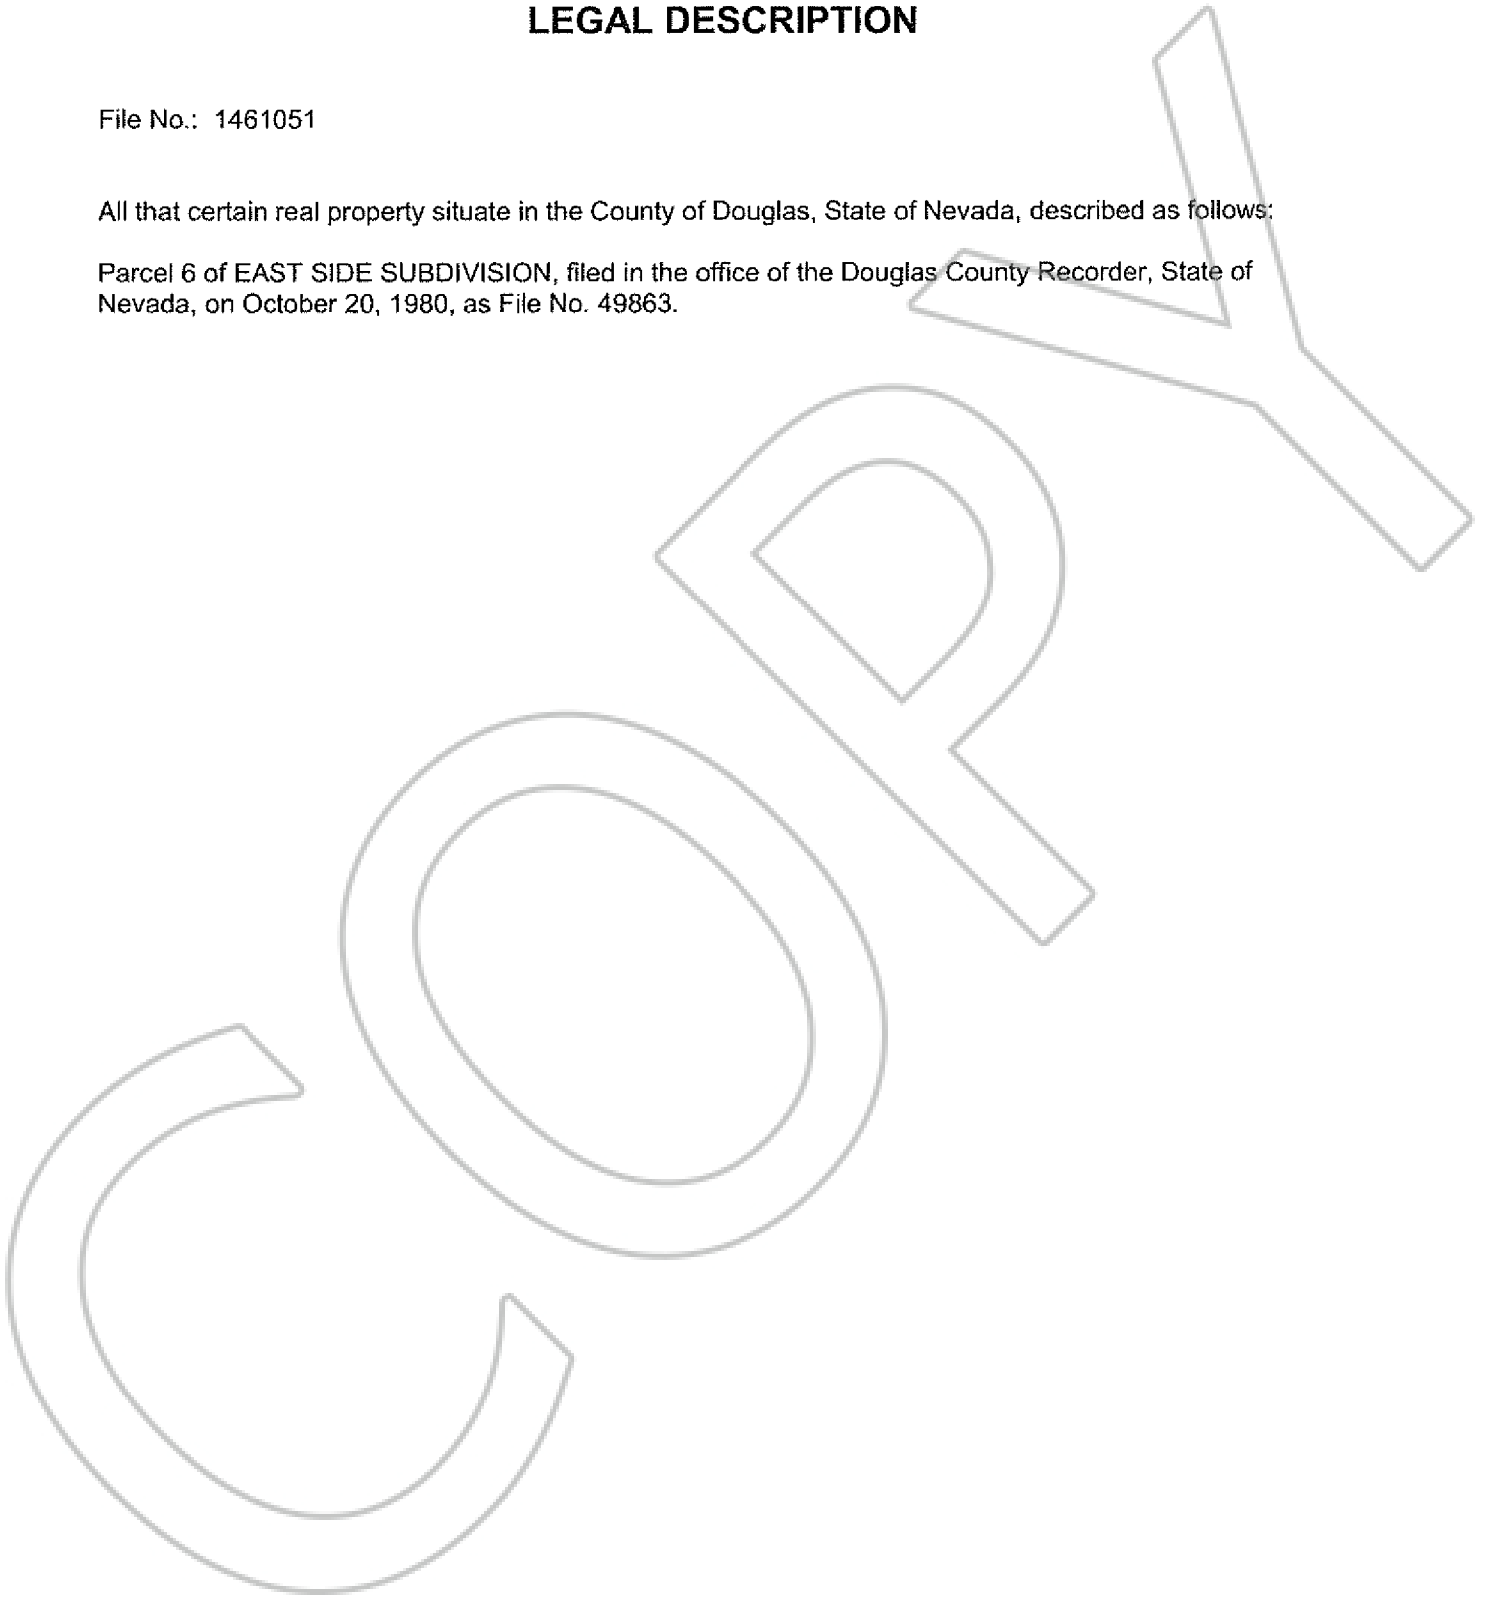 LEGAL DESCRIPTION
File No.: 1461051
All that certain real property situate in the County of Douglas, State of Nevada, described as follows:
Parcel 6 of EAST SIDE SUBDIVISION, filed in the office of the Douglas County Recorder, State of
Nevada, on October 20, 1980, as File No. 49863.
COPY